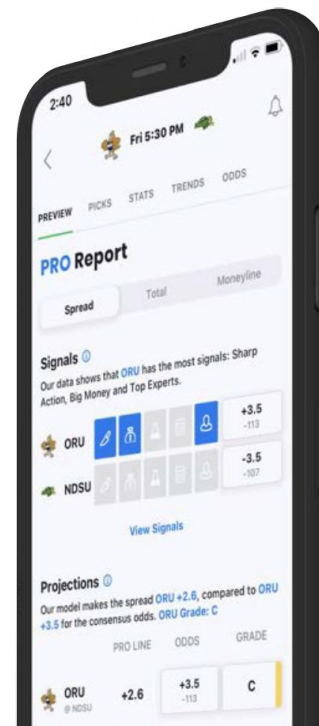 2:40
Fri 5:30 PM
PREVIEW PICKS STATS TRENDS ODDS
PRO Report
Spread Total Moneyline
Signals
Our data shows that ORU has the most signals: Sharp
Action, Big Money and Top Experts.
ORU +3.5
-113
NDSU -3.5
-107
View Signals
Projections
Our model makes the spread ORU +2.6, compared to ORU
+3.5 for the consensus odds. ORU Grade: C
PRO LINE ODDS GRADE
ORU +2.6 +3.5 C
@ NDSU -113